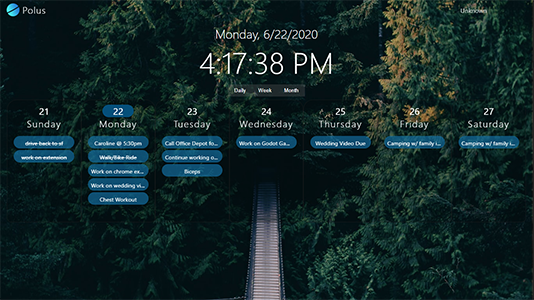 Polus
Unknown
Monday, 6/22/2020
4:17:38 PM
Daily Week Month
21 22 23 24 25 26 27
Sunday Monday Tuesday Wednesday Thursday Friday Saturday
drive back to sf
work on extension
Caroline @ 5:30pm
Walk/Bike Ride
Work on chrome ex...
Work on wedding vi...
Chest Workout
Call Office Depot fo...
Continue working o...
Biceps
Work on Godot Ga...
Wedding Video Due
Camping w/ family i...
Camping w/ family i...